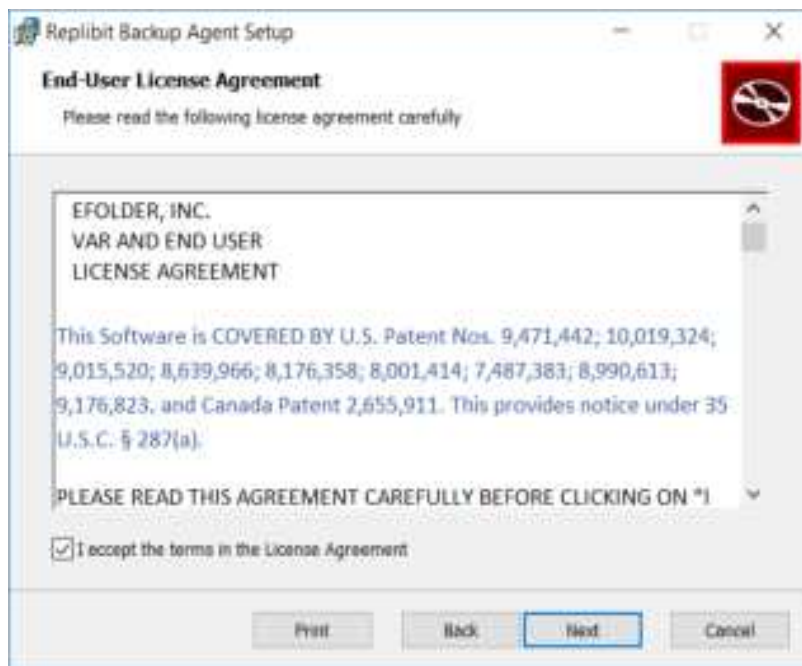 Replibit Backup Agent Setup
End-User License Agreement
Please read the following license agreement carefully
EFOLDER, INC.
VAR AND END USER
LICENSE AGREEMENT
This Software is COVERED BY U.S. Patent Nos. 9,471,442; 10,019,324;
9,015,520; 8,639,966; 8,176,358; 8,001,414; 7,487,383; 8,990,613;
9,176,823, and Canada Patent 2,655,911. This provides notice under 35
U.S.C. § 287(a).
PLEASE READ THIS AGREEMENT CAREFULLY BEFORE CLICKING ON "I
I accept the terms in the License Agreement
Print
Back
Next
Cancel